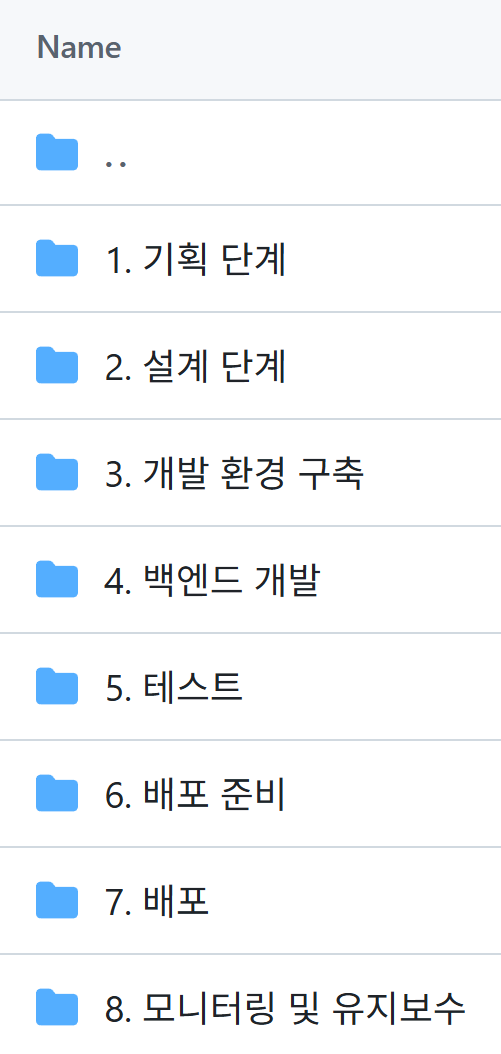 Name
..
1. 기획 단계
2. 설계 단계
3. 개발 환경 구축
4. 백엔드 개발
5. 테스트
6. 배포 준비
7. 배포
8. 모니터링 및 유지보수